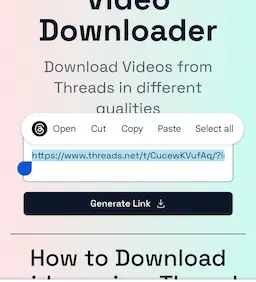 Video
Downloader
Download Videos from
Threads in different
qualities
Open Cut Copy Paste Select all
https://www.threads.net/t/CucewKVufAq/?i
Generate Link
How to Download